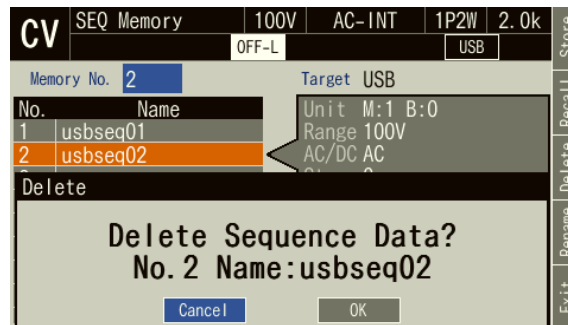 CV SEQ Memory 100V AC-INT 1P2W 2.0k
OFF-L USB
Memory No. 2 Target USB
No. Name
1 usbseq01
2 usbseq02
Unit M:1 B:0
Range 100V
AC/DC AC
Delete
Delete Sequence Data?
No.2 Name:usbseq02
Cancel OK
Store
Recall
Delete
Rename
Exit